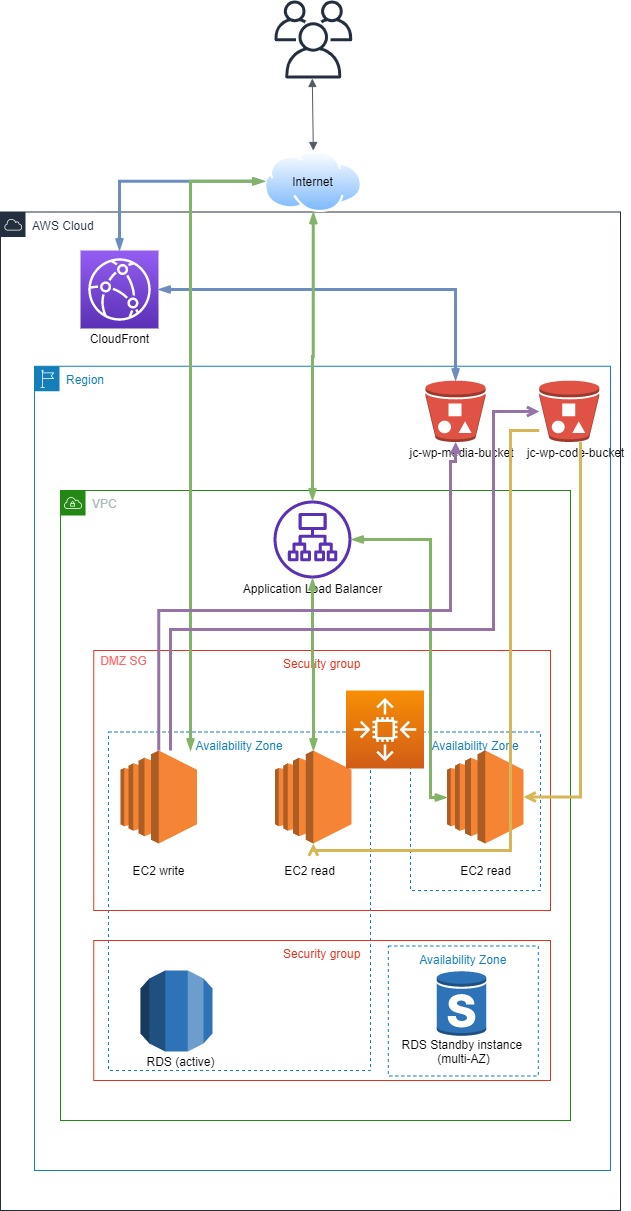 Internet
AWS Cloud
CloudFront
Region
jc-wp-media-bucket
jc-wp-code-bucket
VPC
Application Load Balancer
DMZ SG
Security group
Availability Zone
Availability Zone
EC2 write
EC2 read
EC2 read
Security group
Availability Zone
S
RDS Standby instance
(multi-AZ)
RDS (active)